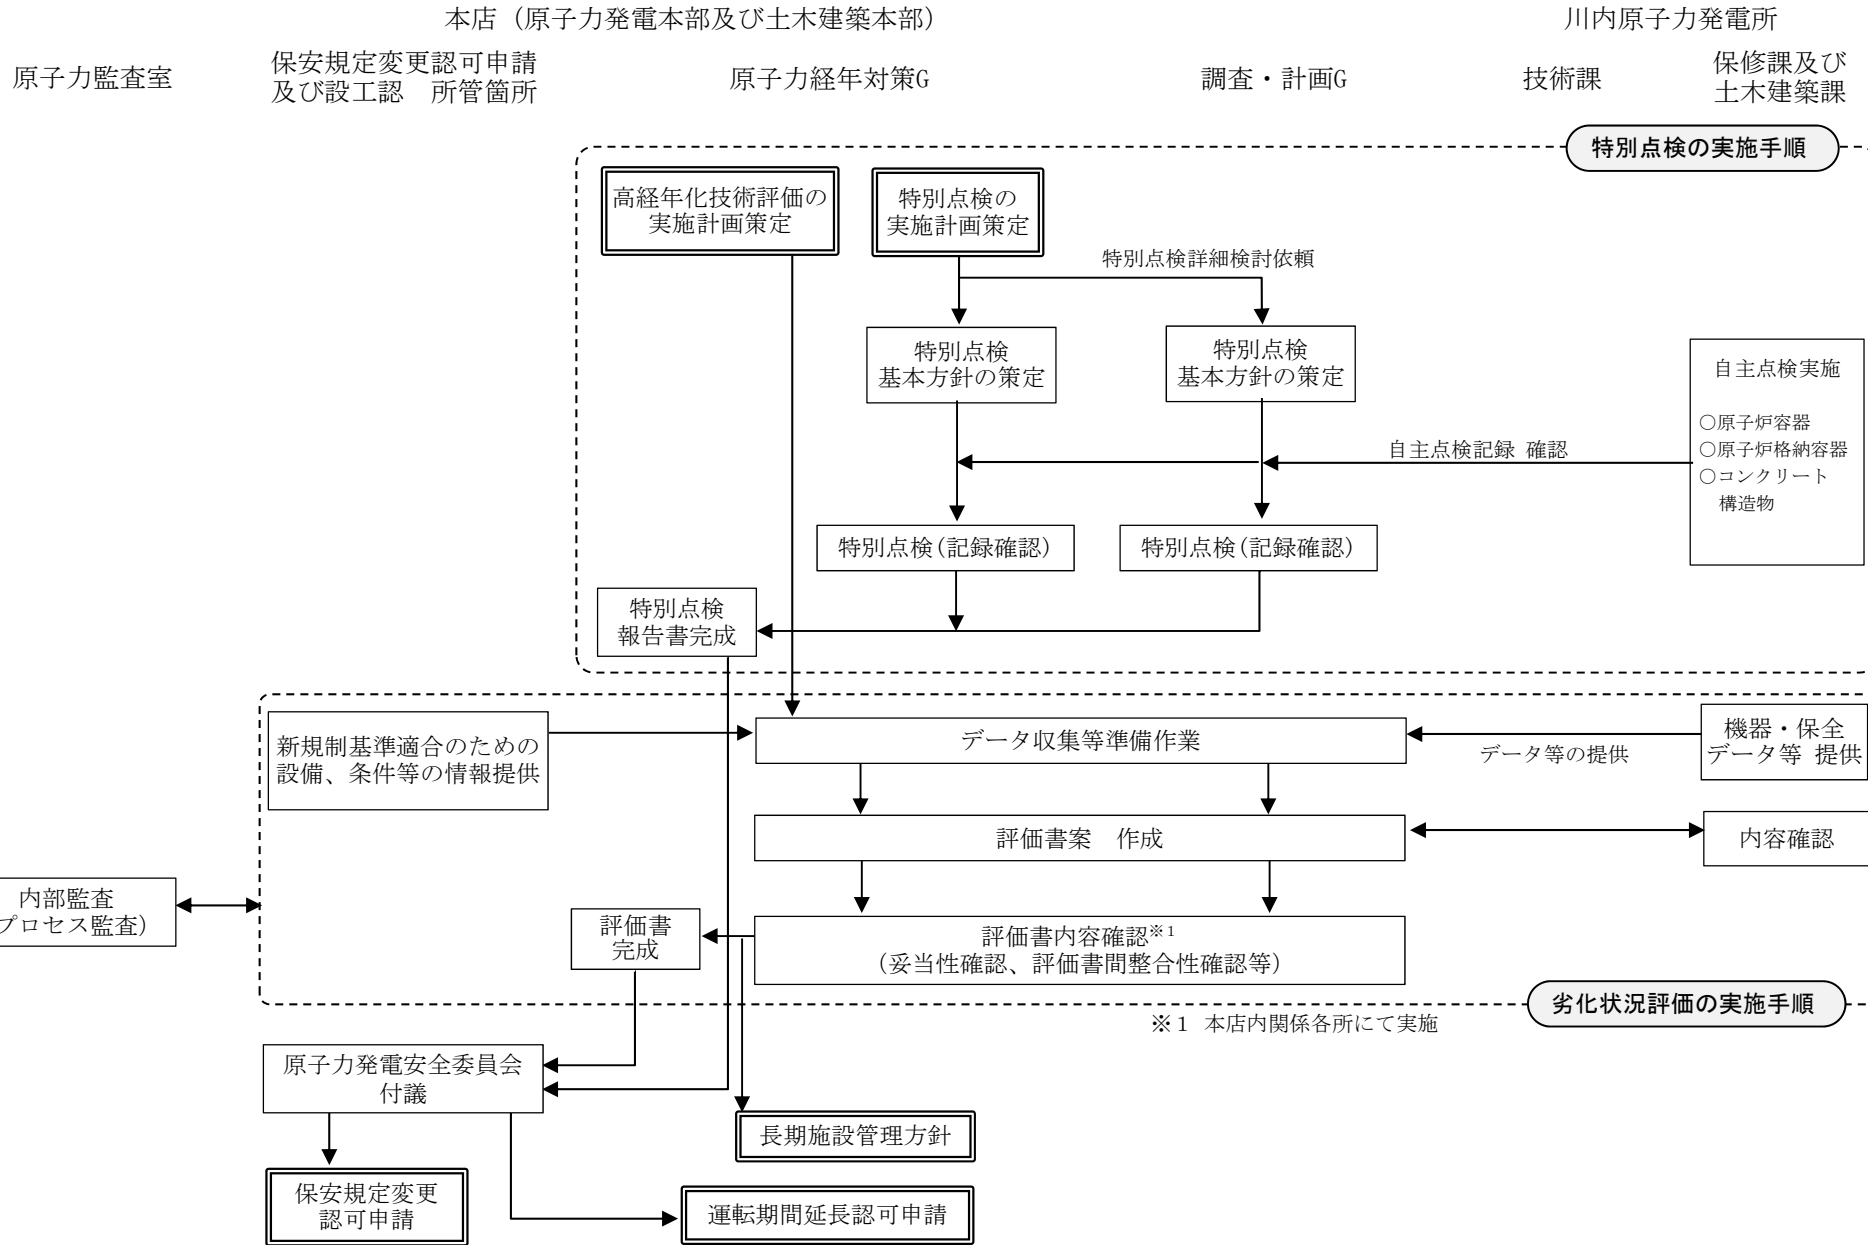 本店（原子力発電本部及び土木建築本部）
川内原子力発電所
原子力監査室
保安規定変更認可申請
及び設工認　所管箇所
原子力経年対策G
調査・計画G
技術課
保修課及び
土木建築課
特別点検の実施手順
高経年化技術評価の
実施計画策定
特別点検の
実施計画策定
特別点検詳細検討依頼
特別点検
基本方針の策定
特別点検
基本方針の策定
自主点検実施
○原子炉容器
○原子炉格納容器
○コンクリート
構造物
自主点検記録 確認
特別点検(記録確認)
特別点検(記録確認)
特別点検
報告書完成
新規制基準適合のための
設備、条件等の情報提供
データ収集等準備作業
データ等の提供
機器・保全
データ等 提供
評価書案　作成
内容確認
内部監査
プロセス監査）
評価書
完成
評価書内容確認※1
（妥当性確認、評価書間整合性確認等）
劣化状況評価の実施手順
※1 本店内関係各所にて実施
原子力発電安全委員会
付議
長期施設管理方針
保安規定変更
認可申請
運転期間延長認可申請